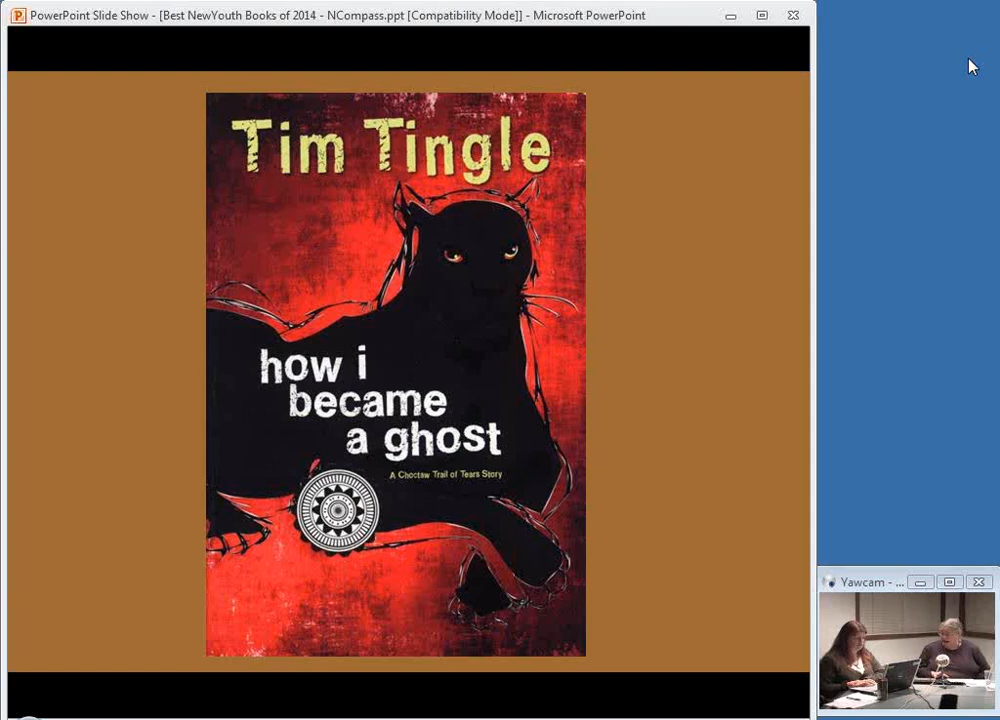 PowerPoint Slide Show - [Best NewYouth Books of 2014 - NCompass.ppt [Compatibility Mode]] - Microsoft PowerPoint
Tim Tingle
how i
became
a ghost
A Choctaw Trail of Tears Story
Yawcam - ...